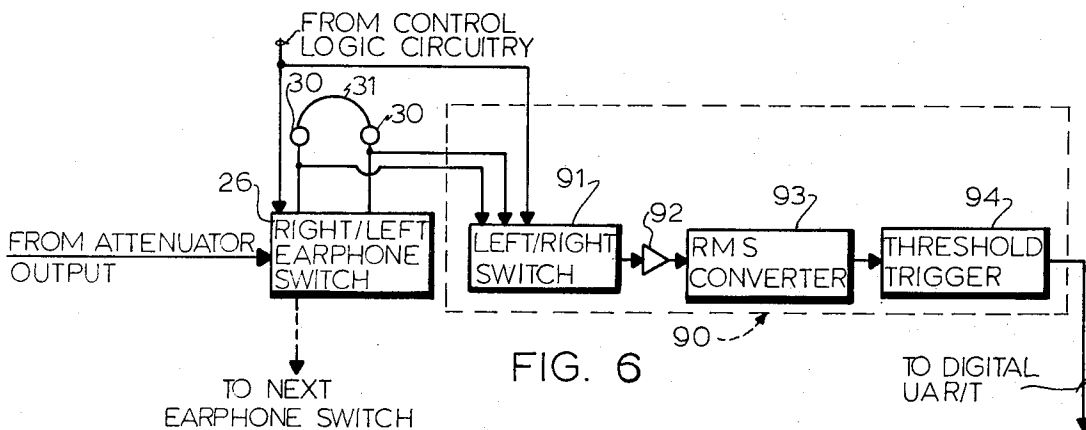 FROM CONTROL
LOGIC CIRCUITRY
30
31
30
26
91
92
93
94
FROM ATTENUATOR
OUTPUT
RIGHT/LEFT
EARPHONE
SWITCH
LEFT/RIGHT
SWITCH
RMS
CONVERTER
THRESHOLD
TRIGGER
90
FIG. 6
TO NEXT
EARPHONE SWITCH
TO DIGITAL
UAR/T